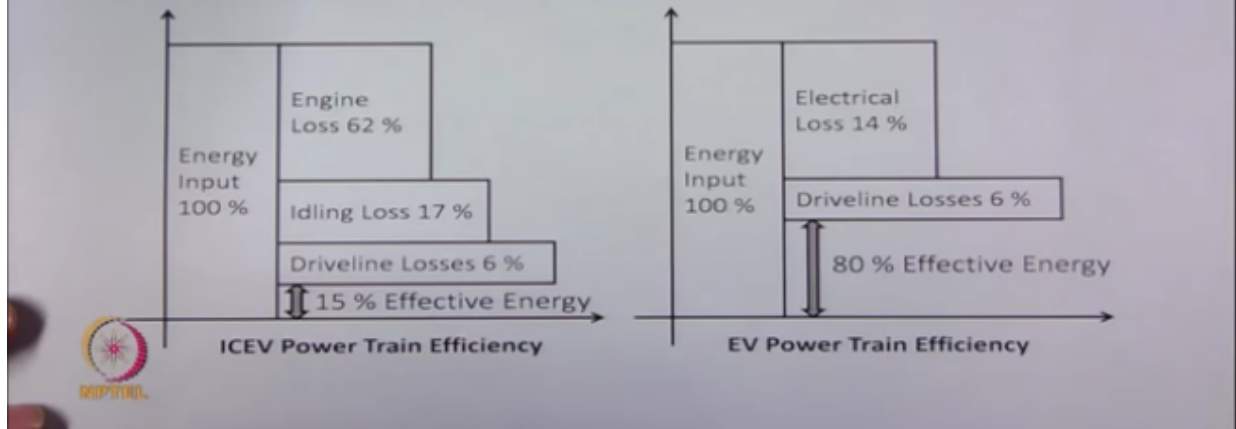 Energy
Input
100 %
Engine
Loss 62 %
Idling Loss 17 %
Driveline Losses 6 %
15 % Effective Energy
ICEV Power Train Efficiency
Energy
Input
100 %
Electrical
Loss 14 %
Driveline Losses 6 %
80 % Effective Energy
EV Power Train Efficiency
NPTEL